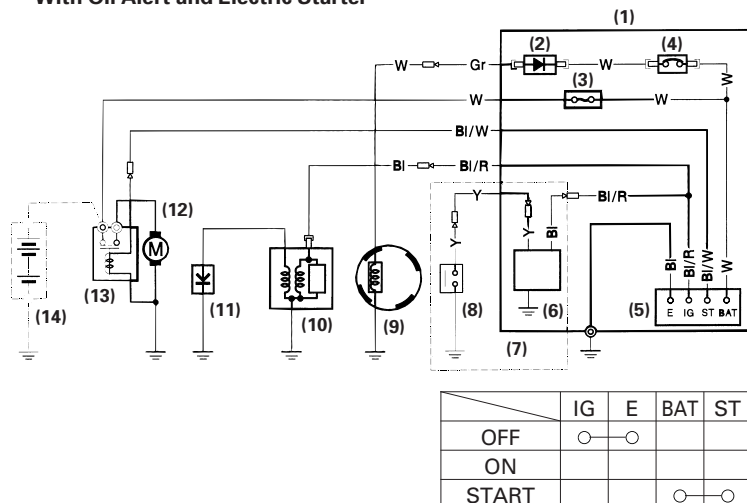 With Oil Alert and Electric Starter
(1)
(2) (4)
W Gr W W
(3)
W W
Bl/W
Bl Bl/R
Y Bl/R
(12)
M
Y Y Bl
Bl Bl/R Bl/W W
(13) (11) (10) (8) (6) (5) E IG ST BAT
(14) (9)
(7)
IG E BAT ST
OFF
ON
START